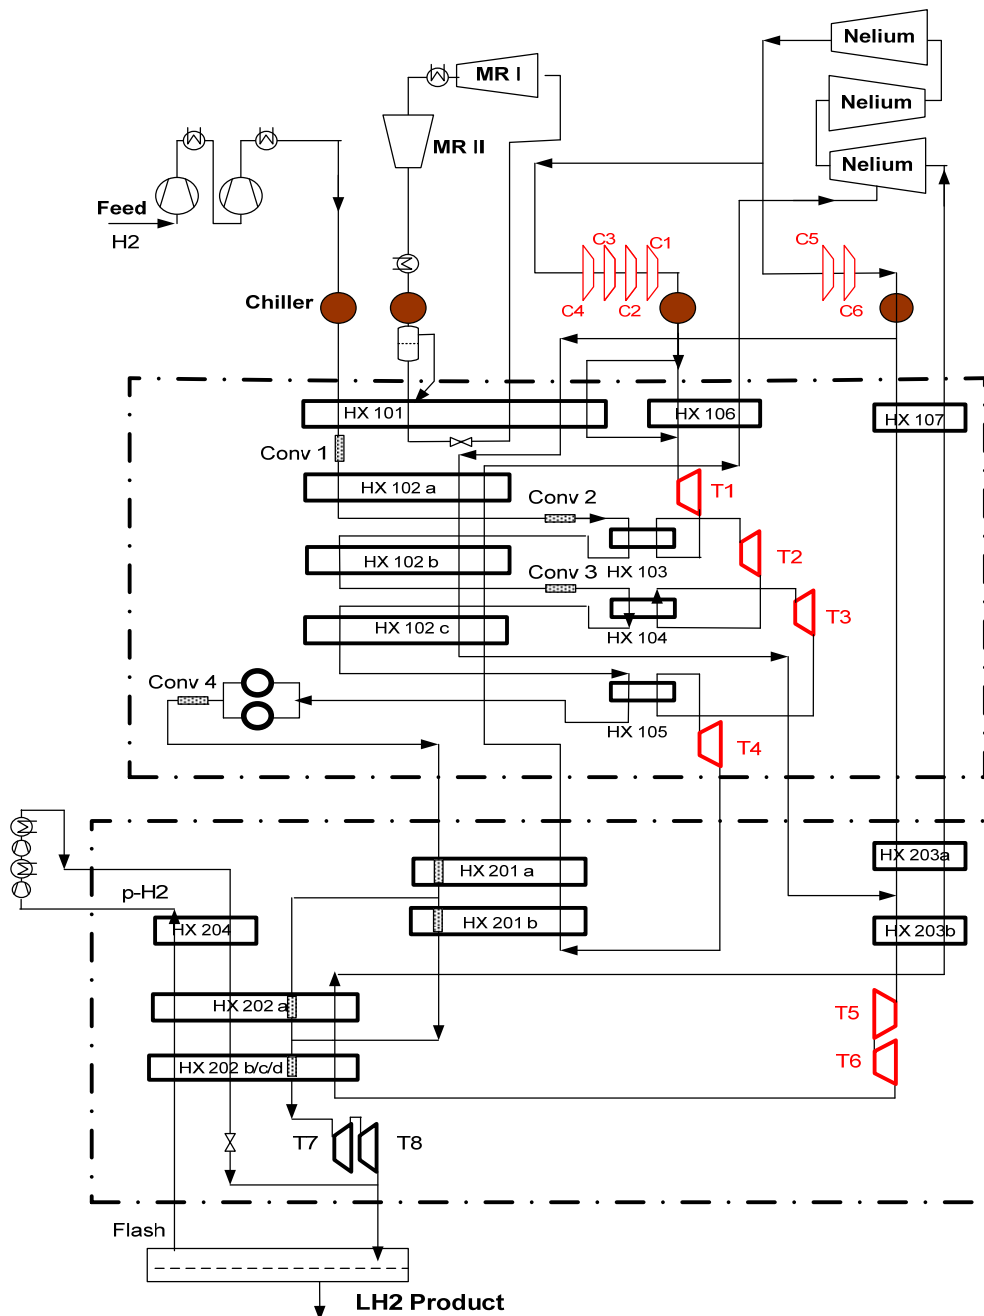 Nelium
MR I
Nelium
MR II
Nelium
Feed
H2
C3
C1
C5
C4
C2
C6
Chiller
HX 101
HX 106
HX 107
Conv 1
HX 102 a
Conv 2
T1
HX 102 b
HX 103
T2
Conv 3
HX 102 c
HX 104
T3
Conv 4
HX 105
T4
HX 201 a
HX 203a
p-H2
HX 204
HX 201 b
HX 203b
HX 202 a
T5
HX 202 b/c/d
T6
T7
T8
Flash
LH2 Product